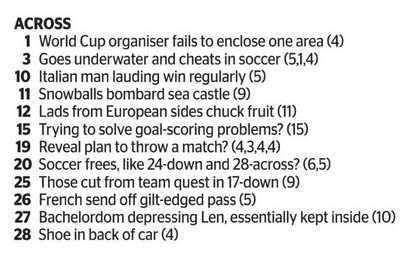 ACROSS
1 World Cup organiser fails to enclose one area (4)
3 Goes underwater and cheats in soccer (5,1,4)
10 Italian man lauding win regularly (5)
11 Snowballs bombard sea castle (9)
12 Lads from European sides chuck fruit (11)
15 Trying to solve goal-scoring problems? (15)
19 Reveal plan to throw a match? (4,3,4,4)
20 Soccer frees, like 24-down and 28-across? (6,5)
25 Those cut from team quest in 17-down (9)
26 French send off gilt-edged pass (5)
27 Bachelordom depressing Len, essentially kept inside (10)
28 Shoe in back of car (4)